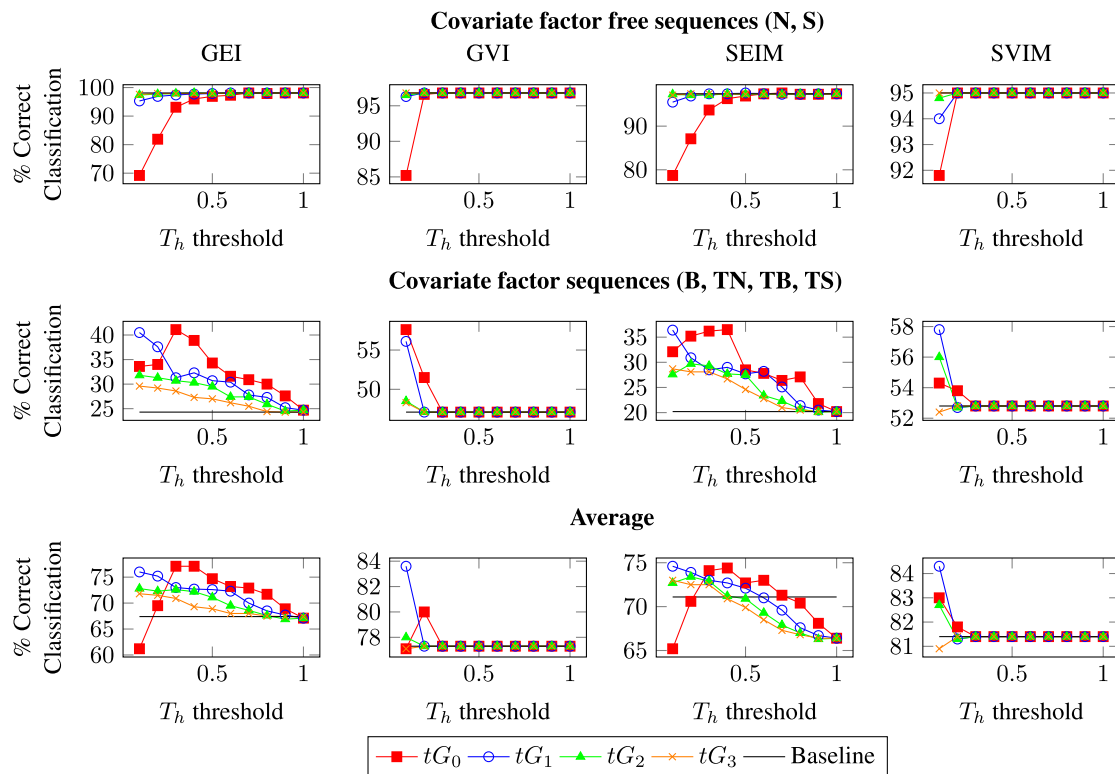 Covariate factor free sequences (N, S)
GEI GVI SEIM SVIM
% Correct
Classification
100
90
80
70
0.5 1
T_h threshold
95
90
85
0.5 1
T_h threshold
90
80
0.5 1
T_h threshold
95
94
93
92
0.5 1
T_h threshold
Covariate factor sequences (B, TN, TB, TS)
% Correct
Classification
40
35
30
25
0.5 1
T_h threshold
55
50
0.5 1
T_h threshold
35
30
25
20
0.5 1
T_h threshold
58
56
54
52
0.5 1
T_h threshold
Average
% Correct
Classification
75
70
65
60
0.5 1
T_h threshold
84
82
80
78
0.5 1
T_h threshold
75
70
65
0.5 1
T_h threshold
84
83
82
81
0.5 1
T_h threshold
tG_0 tG_1 tG_2 tG_3 Baseline